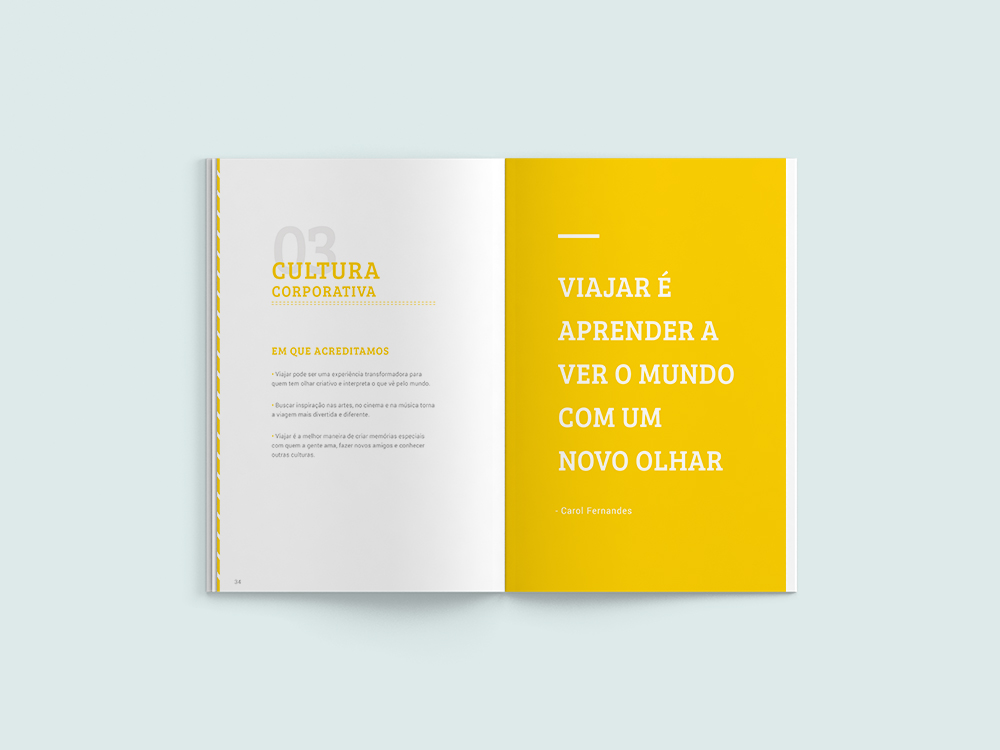 03
CULTURA
CORPORATIVA
EM QUE ACREDITAMOS
• Viajar pode ser uma experiência transformadora para
quem tem olhar criativo e interpreta o que vê pelo mundo.
• Buscar inspiração nas artes, no cinema e na música torna
a viagem mais divertida e diferente.
• Viajar é a melhor maneira de criar memórias especiais
com quem a gente ama, fazer novos amigos e conhecer
outras culturas.
34
VIAJAR É
APRENDER A
VER O MUNDO
COM UM
NOVO OLHAR
- Carol Fernandes